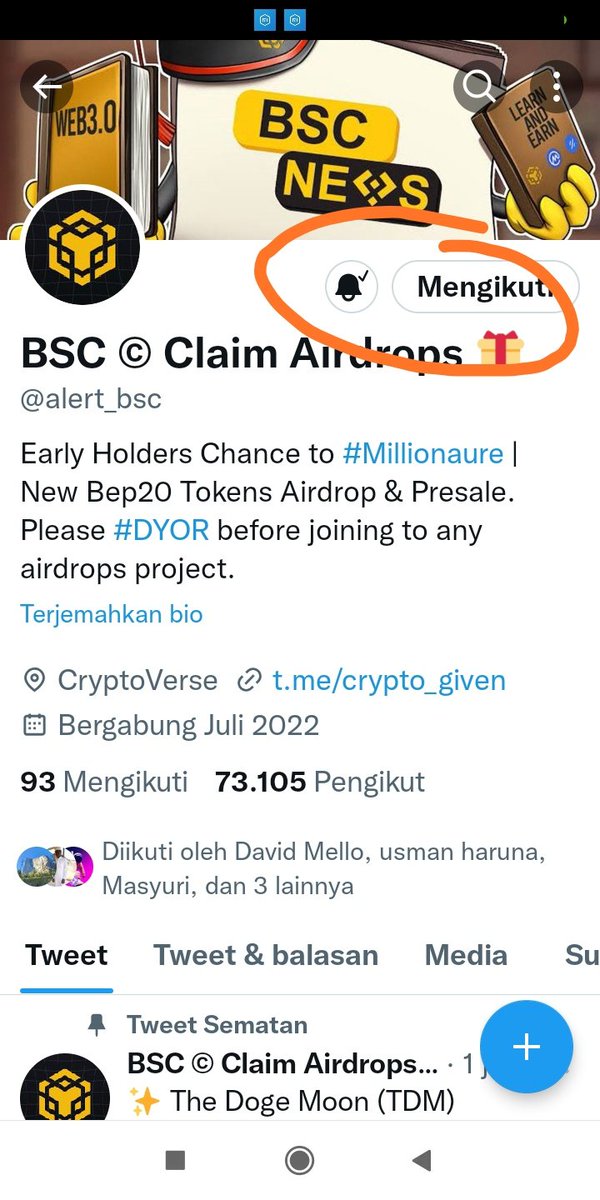 WEB3.0
BSC
NEWS
LEARN
AND
EARN
Mengikuti
BSC © Claim Airdrops 🎁
@alert_bsc
Early Holders Chance to #Millionaure |
New Bep20 Tokens Airdrop & Presale.
Please #DYOR before joining to any
airdrops project.
Terjemahkan bio
CryptoVerse t.me/crypto_given
Bergabung Juli 2022
93 Mengikuti 73.105 Pengikut
Diikuti oleh David Mello, usman haruna,
Masyuri, dan 3 lainnya
Tweet Tweet & balasan Media Su
Tweet Sematan
BSC © Claim Airdrops... · 1 j
✨ The Doge Moon (TDM)